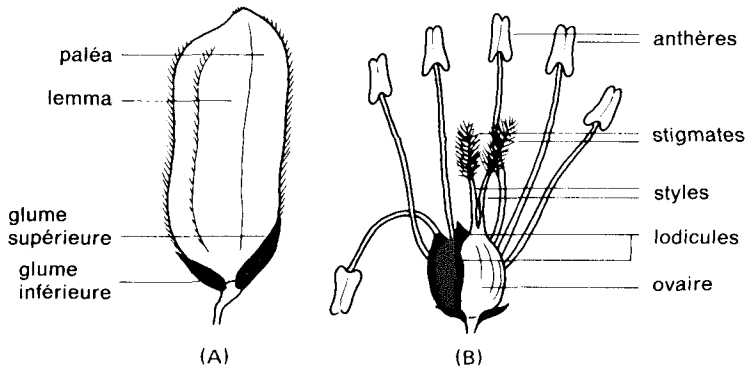 paléa
lemma
glume
supérieure
glume
inférieure
(A)
anthères
stigmates
styles
lodicules
ovaire
(B)